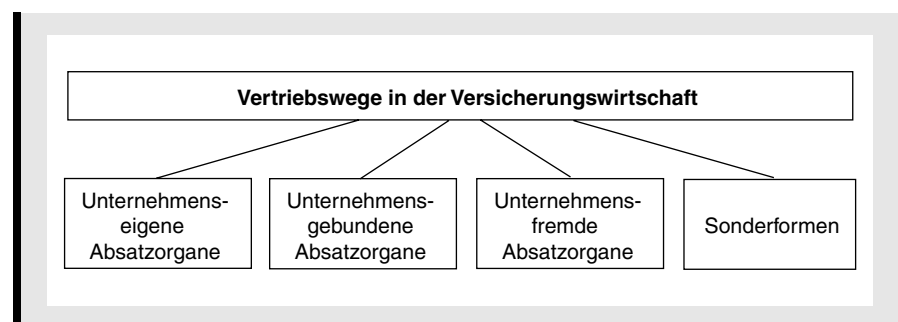 Vertriebswege in der Versicherungswirtschaft
Unternehmens-
eigene
Absatzorgane
Unternehmens-
gebundene
Absatzorgane
Unternehmens-
fremde
Absatzorgane
Sonderformen